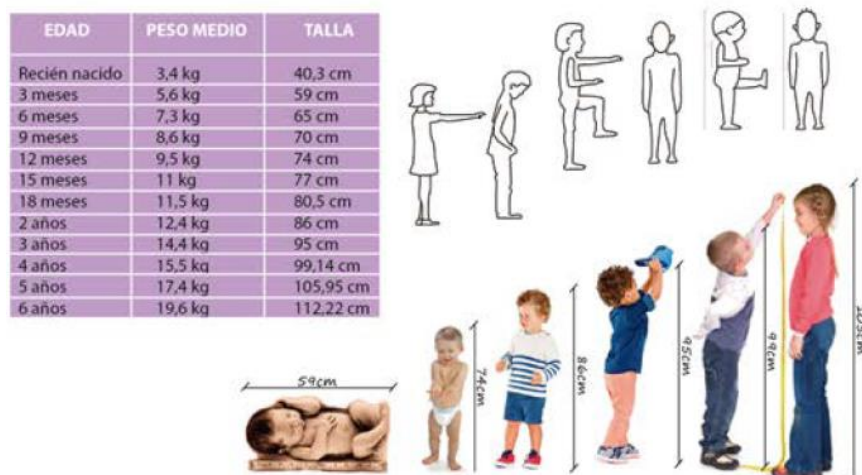 EDAD PESO MEDIO TALLA
Recién nacido 3,4 kg 40,3 cm
3 meses 5,6 kg 59 cm
6 meses 7,3 kg 65 cm
9 meses 8,6 kg 70 cm
12 meses 9,5 kg 74 cm
15 meses 11 kg 77 cm
18 meses 11,5 kg 80,5 cm
2 años 12,4 kg 86 cm
3 años 14,4 kg 95 cm
4 años 15,5 kg 99,14 cm
5 años 17,4 kg 105,95 cm
6 años 19,6 kg 112,22 cm
59cm
74cm
86cm
95cm
99cm
105cm